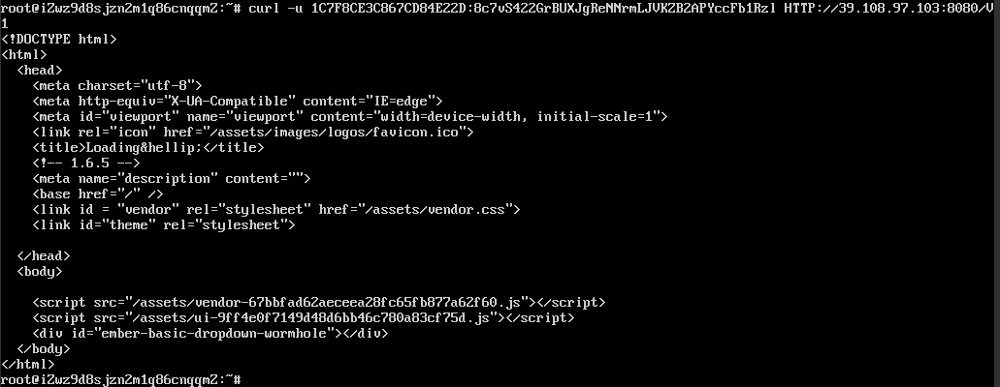 root@iZwz9d8sjzn2m1q86cnqqmZ:~# curl -u 1C7F8CE3C867CD84E22D:8c7vS422GrBUXJgReNNrmLJVKZB2APYccFb1Rzl HTTP://39.108.97.103:8080/V
1
<!DOCTYPE html>
<html>
  <head>
    <meta charset="utf-8">
    <meta http-equiv="X-UA-Compatible" content="IE=edge">
    <meta id="viewport" name="viewport" content="width=device-width, initial-scale=1">
    <link rel="icon" href="/assets/images/logos/favicon.ico">
    <title>Loading&hellip;</title>
    <!-- 1.6.5 -->
    <meta name="description" content="">
    <base href="/" />
    <link id = "vendor" rel="stylesheet" href="/assets/vendor.css">
    <link id="theme" rel="stylesheet">

  </head>
  <body>

    <script src="/assets/vendor-67bbfad62aeceea28fc65fb877a62f60.js"></script>
    <script src="/assets/ui-9ff4e0f7149d48d6bb46c780a83cf75d.js"></script>
    <div id="ember-basic-dropdown-wormhole"></div>
  </body>
</html>
root@iZwz9d8sjzn2m1q86cnqqmZ:~#